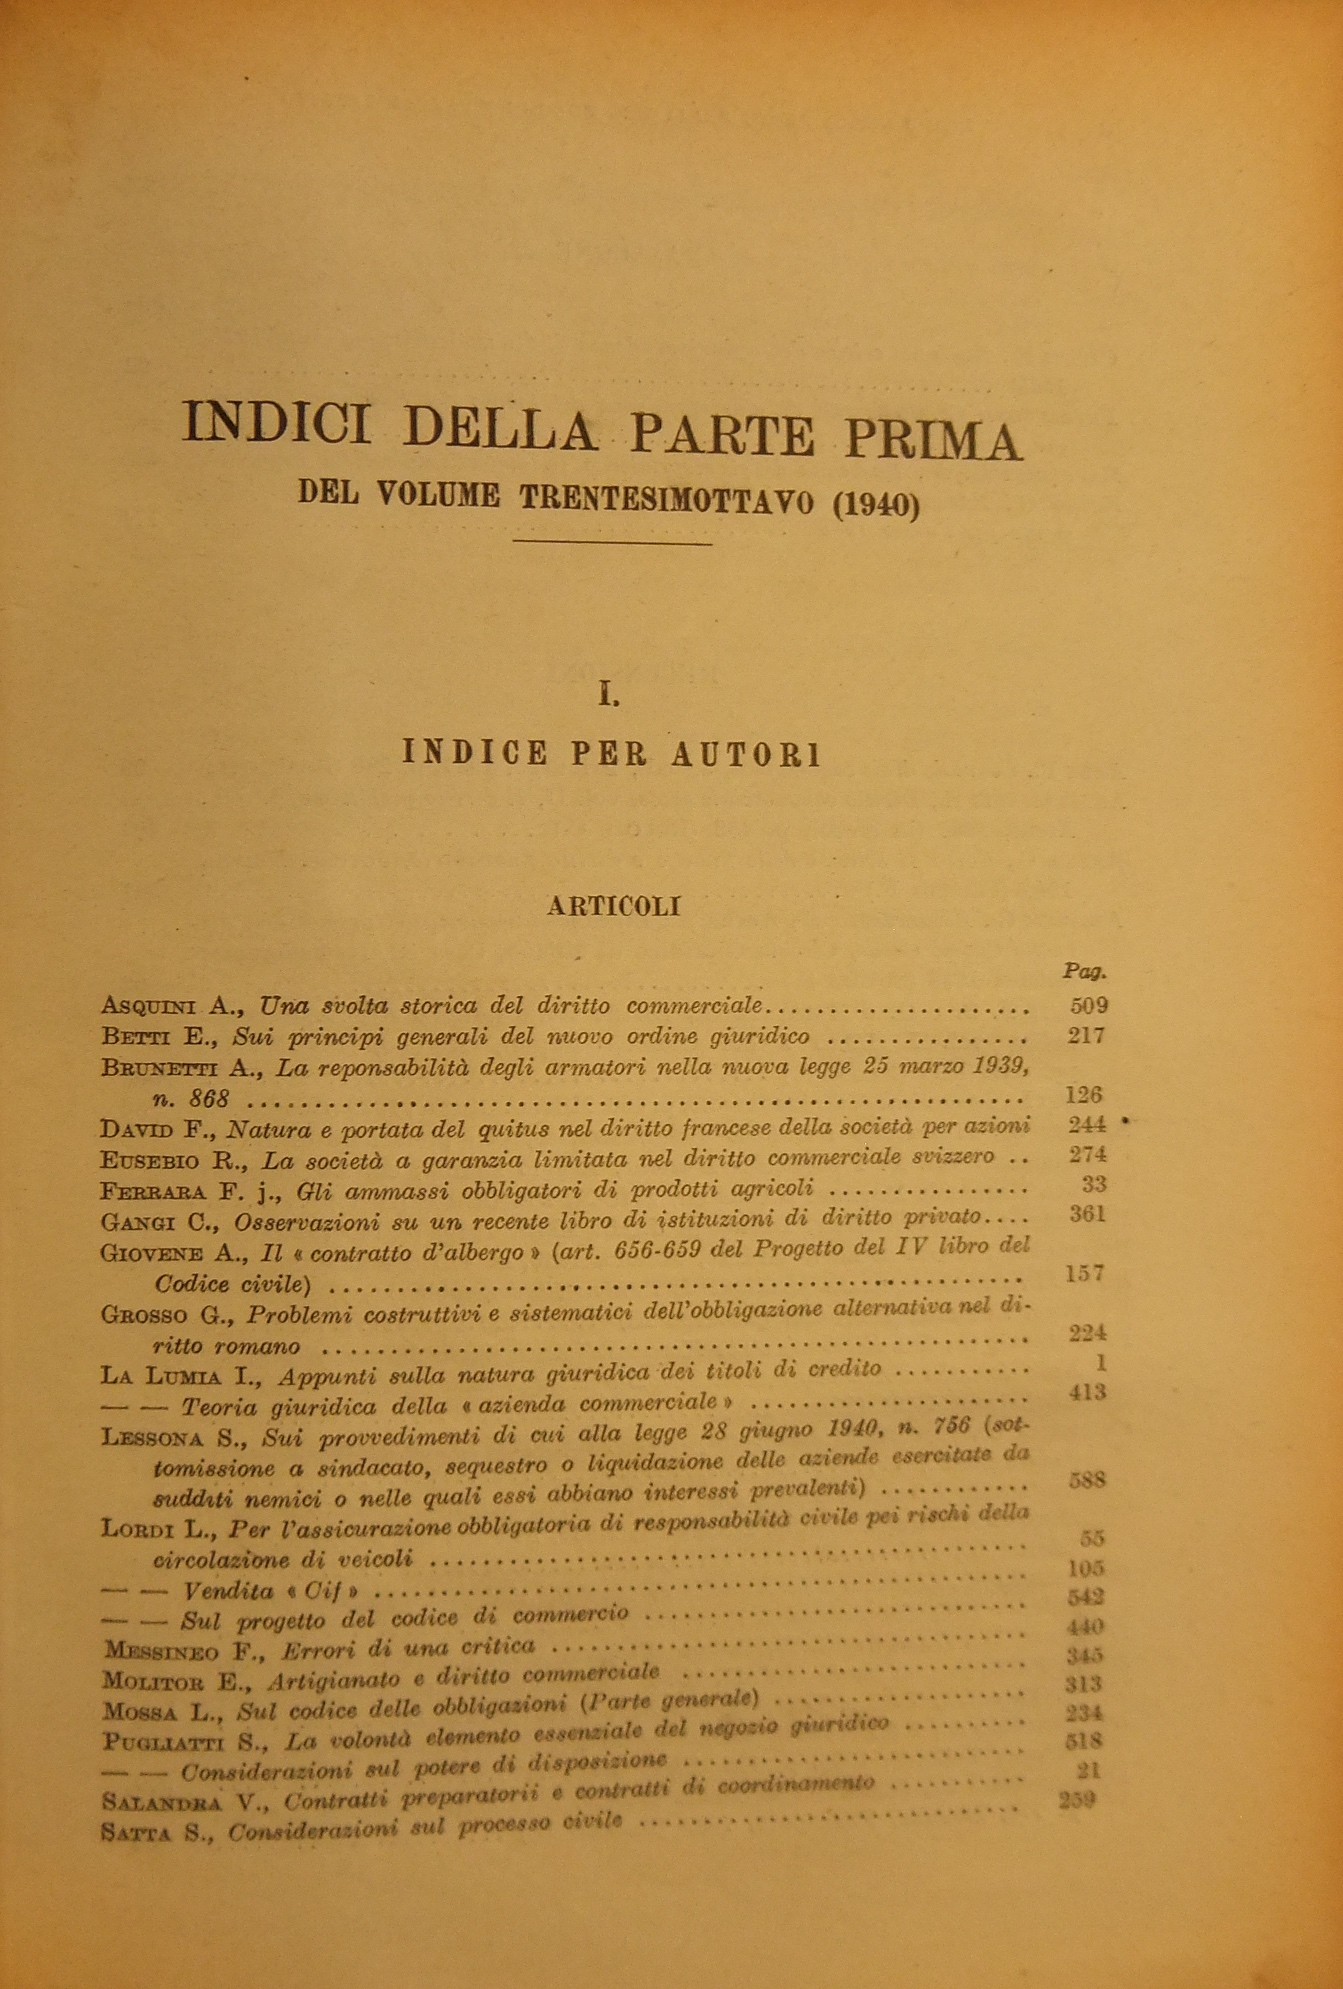 INDICI DELLA PARTE PRIMA
DEL VOLUME TRENTESIMOTTAVO (1940)
I.
INDICE PER AUTORI
ARTICOLI
Pag.
ASQUINI A., Una svolta storica del diritto commerciale...................... 509
BETTI E., Sui principi generali del nuovo ordine giuridico ................ 217
BRUNETTI A., La reponsabilità degli armatori nella nuova legge 25 marzo 1939,
n. 868 .......................................................... 126
DAVID F., Natura e portata del quitus nel diritto francese della società per azioni 244
EUSEBIO R., La società a garanzia limitata nel diritto commerciale svizzero .. 274
FERRARA F. j., Gli ammassi obbligatori di prodotti agricoli ............... 33
GANGI C., Osservazioni su un recente libro di istituzioni di diritto privato.... 361
GIOVENE A., Il « contratto d'albergo » (art. 656-659 del Progetto del IV libro del
Codice civile) .................................................... 157
GROSSO G., Problemi costruttivi e sistematici dell'obbligazione alternativa nel di-
ritto romano .................................................... 224
LA LUMIA I., Appunti sulla natura giuridica dei titoli di credito .......... 1
— — Teoria giuridica della « azienda commerciale » ..................... 413
LESSONA S., Sui provvedimenti di cui alla legge 28 giugno 1940, n. 756 (sot-
tomissione a sindacato, sequestro o liquidazione delle aziende esercitate da
sudditi nemici o nelle quali essi abbiano interessi prevalenti) ........... 588
LORDI L., Per l'assicurazione obbligatoria di responsabilità civile pei rischi della
circolazione di veicoli ............................................ 55
— — Vendita « Cif » ................................................ 105
— — Sul progetto del codice di commercio ............................ 542
MESSINEO F., Errori di una critica ................................... 440
MOLITOR E., Artigianato e diritto commerciale .......................... 345
MOSSA L., Sul codice delle obbligazioni (Parte generale) ................... 313
PUGLIATTI S., La volontà elemento essenziale del negozio giuridico ......... 234
— — Considerazioni sul potere di disposizione .......................... 518
SALANDRA V., Contratti preparatorii e contratti di coordinamento .......... 21
SATTA S., Considerazioni sul processo civile ............................. 259